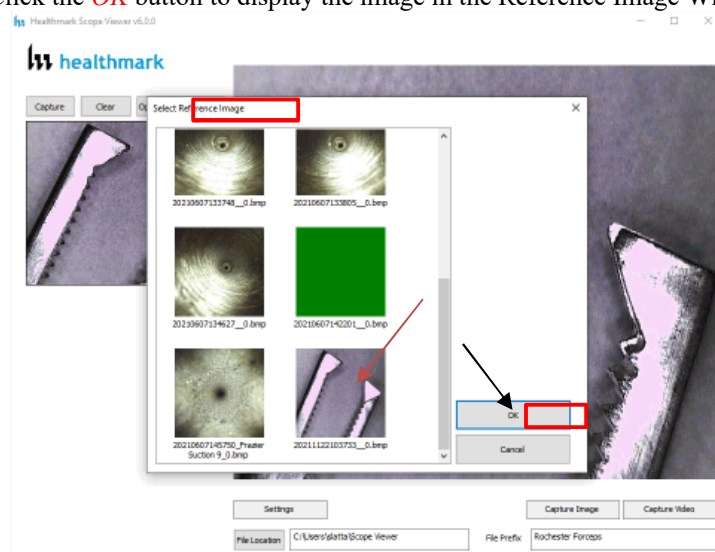 click the OK button to display the image in the Reference Image Wi
Healthmark Scope Viewer v6.0.0
healthmark
Capture Clear Op
Select Reference Image
20210607133748__0.bmp 20210607133805__0.bmp
20210607134627__0.bmp 20210607142201__0.bmp
20210607145750_Frazier
Suction 9_0.bmp
20211122103733__0.bmp
OK
Cancel
Settings Capture Image Capture Video
File Location C:\Users\slatta\Scope Viewer File Prefix Rochester Forceps